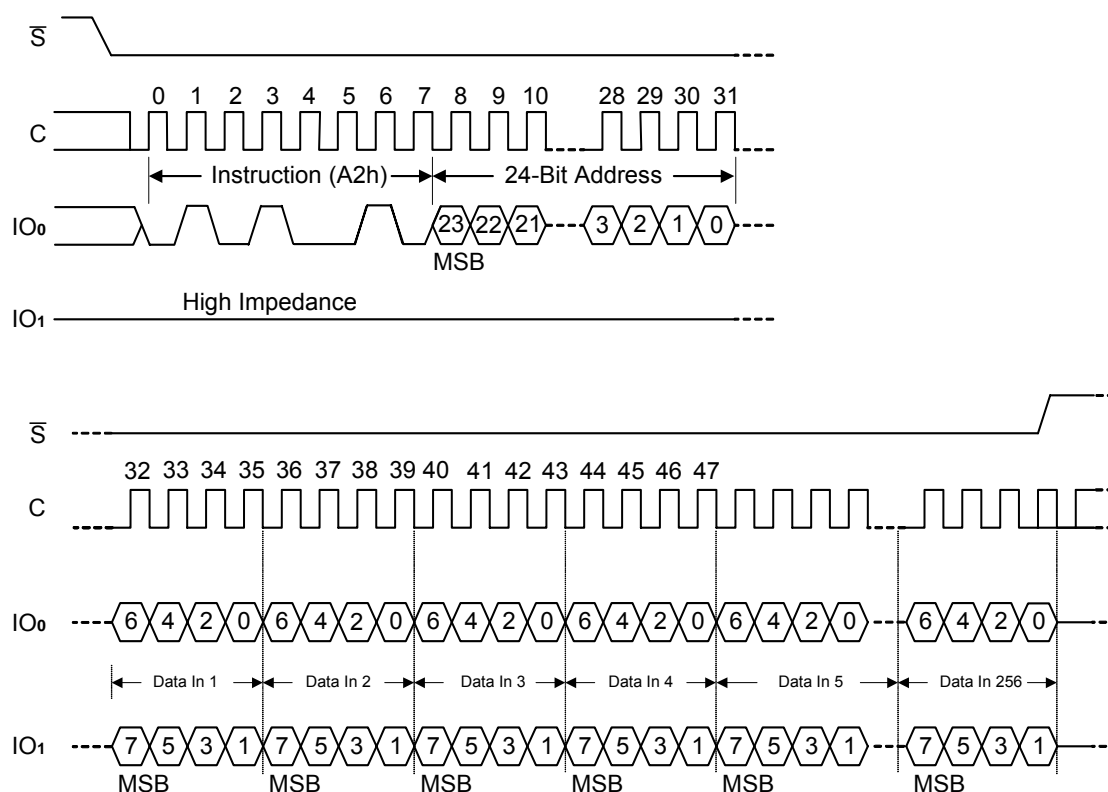 S
0 1 2 3 4 5 6 7 8 9 10 28 29 30 31
C
Instruction (A2h) 24-Bit Address
IO0 23 22 21 3 2 1 0
MSB
High Impedance
IO1
S
32 33 34 35 36 37 38 39 40 41 42 43 44 45 46 47
C
IO0 6 4 2 0 6 4 2 0 6 4 2 0 6 4 2 0 6 4 2 0 6 4 2 0
Data In 1 Data In 2 Data In 3 Data In 4 Data In 5 Data In 256
IO1 7 5 3 1 7 5 3 1 7 5 3 1 7 5 3 1 7 5 3 1 7 5 3 1
MSB MSB MSB MSB MSB MSB